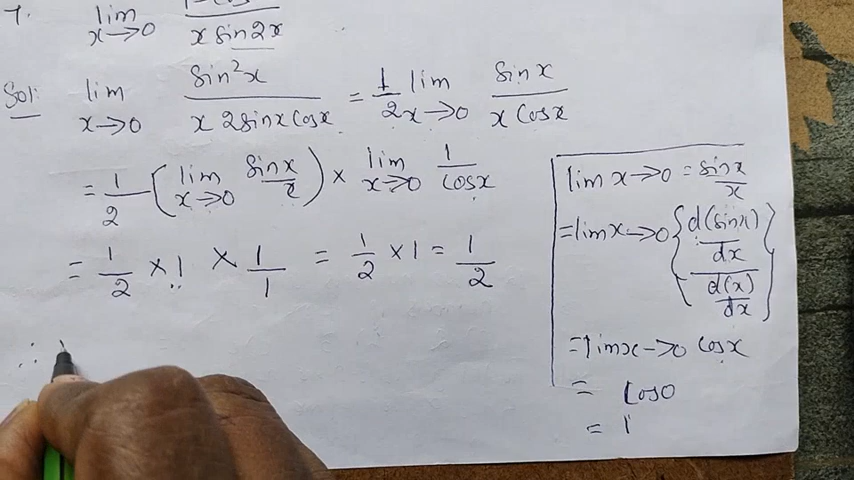 7. lim x→0 / x sin2x
Sol: lim x→0 sin²x / x 2sinx cosx = 1/2 lim x→0 sinx / x cosx
= 1/2 (lim x→0 sinx/x) × lim x→0 1/cosx
= 1/2 × 1 × 1/1 = 1/2 × 1 = 1/2
∴
lim x→0 = sinx/x
= lim x→0 { d(sinx)/dx / d(x)/dx }
= lim x→0 cosx
= cos0
= 1